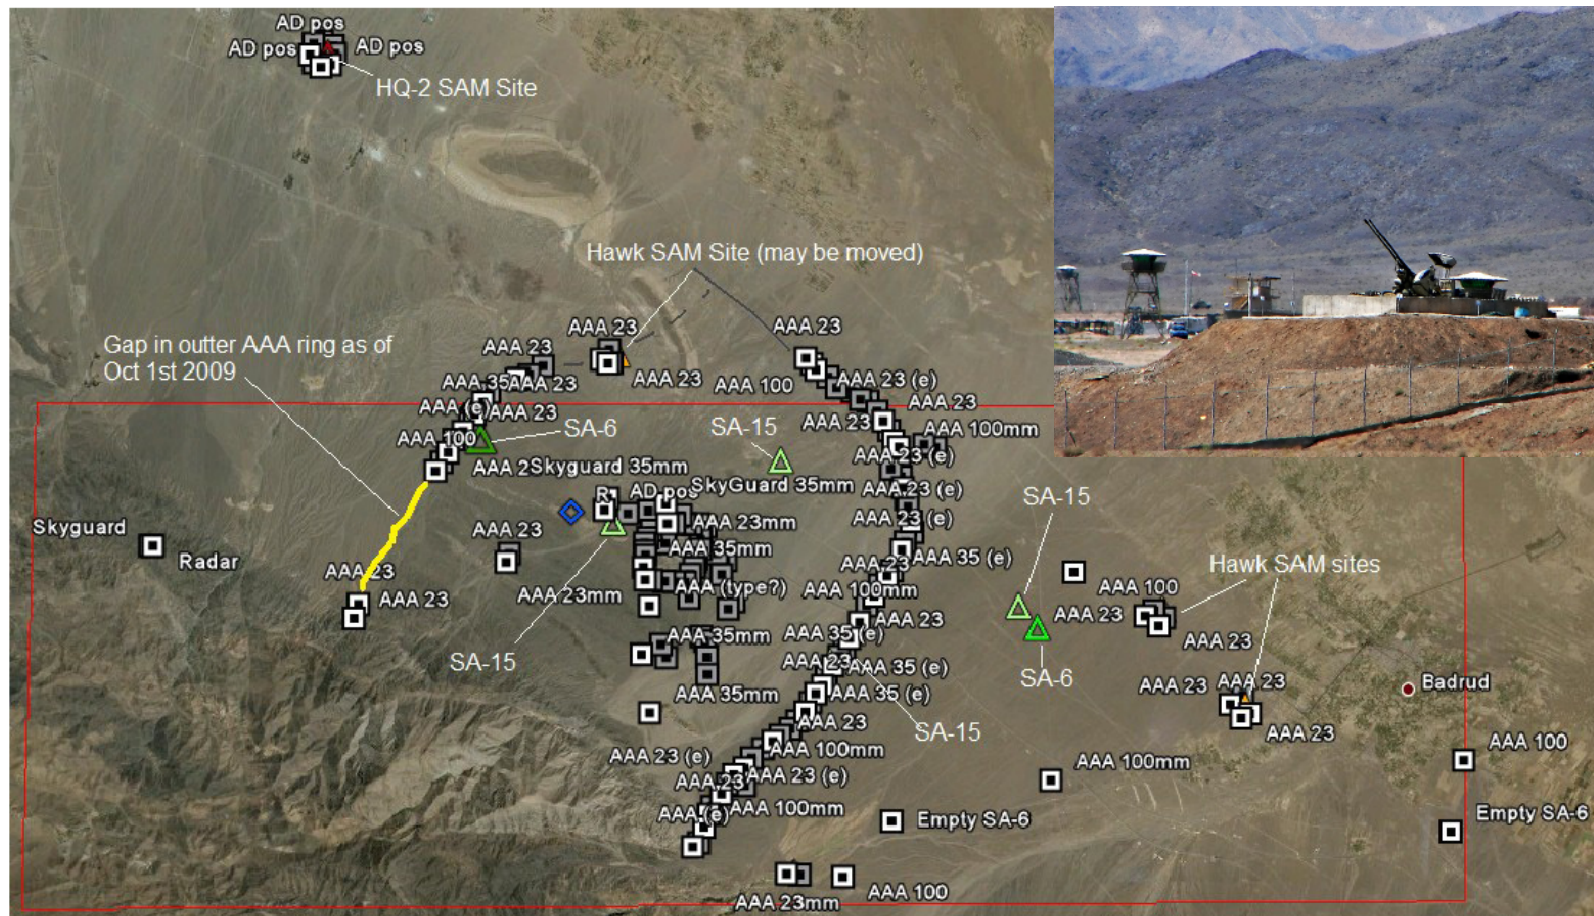 AD pos
AD pos
AD pos
HQ-2 SAM Site
Hawk SAM Site (may be moved)
AAA 23
AAA 23
Gap in outter AAA ring as of
Oct 1st 2009
AAA 23
AAA 23
AAA 35
AAA 23
AAA 100
AAA 23 (e)
AAA (e)
AAA 23
AAA 23
AAA 23
SA-6
SA-15
AAA 100
AAA 100mm
AAA 23 (e)
AAA 2
Skyguard 35mm
AD pos
SkyGuard 35mm
AAA 23 (e)
SA-15
Skyguard
AAA 23
AAA 23mm
AAA 23 (e)
Radar
AAA 35mm
AAA 35 (e)
Hawk SAM sites
AAA 23
AAA 23
AAA 23
AAA 23mm
AAA (type?)
AAA 100mm
AAA 100
AAA 23
AAA 23
AAA 35mm
AAA 35 (e)
AAA 23
SA-15
AAA 23
AAA 35 (e)
SA-6
AAA 23
AAA 23
Badrud
AAA 35mm
AAA 35 (e)
AAA 23
SA-15
AAA 23
AAA 100
AAA 23 (e)
AAA 100mm
AAA 100mm
AAA 23
AAA 23 (e)
AAA (e)
AAA 100mm
Empty SA-6
Empty SA-6
AAA 100
AAA 23mm